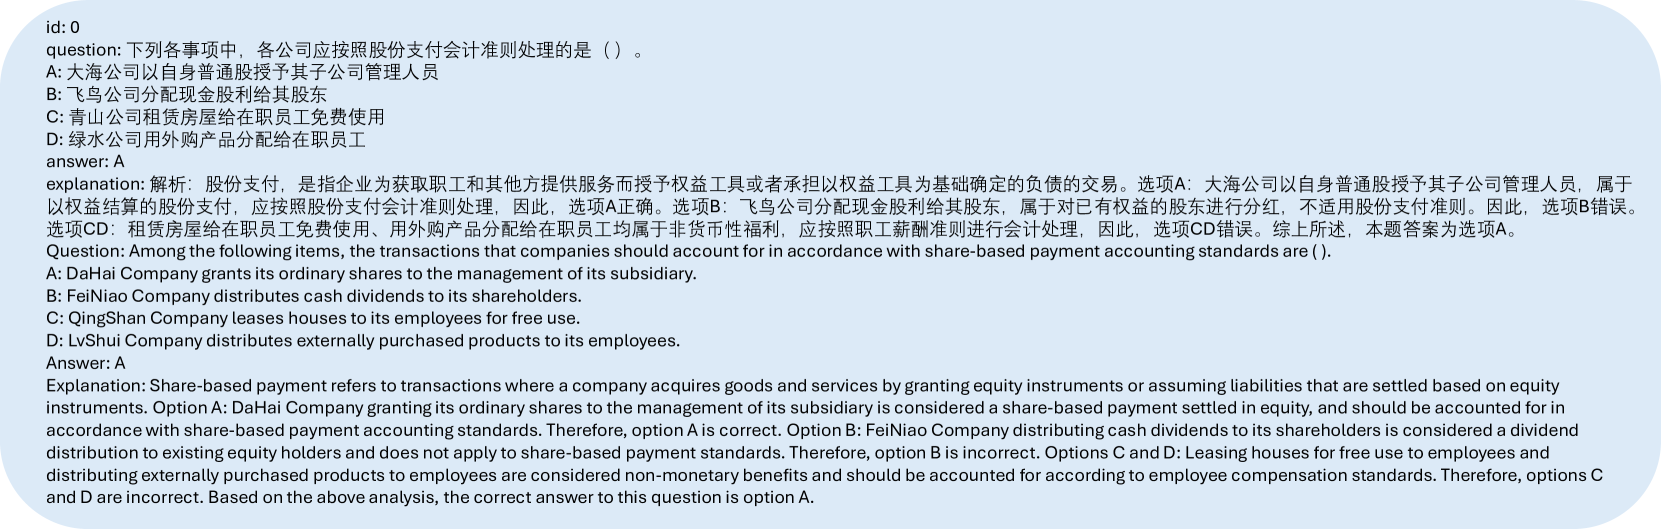 id: 0
question: 下列各事项中，各公司应按照股份支付会计准则处理的是（ ）。
A: 大海公司以自身普通股授予其子公司管理人员
B: 飞鸟公司分配现金股利给其股东
C: 青山公司租赁房屋给在职员工免费使用
D: 绿水公司用外购产品分配给在职员工
answer: A
explanation: 解析：股份支付，是指企业为获取职工和其他方提供服务而授予权益工具或者承担以权益工具为基础确定的负债的交易。选项A：大海公司以自身普通股授予其子公司管理人员，属于
以权益结算的股份支付，应按照股份支付会计准则处理，因此，选项A正确。选项B：飞鸟公司分配现金股利给其股东，属于对已有权益的股东进行分红，不适用股份支付准则。因此，选项B错误。
选项CD：租赁房屋给在职员工免费使用、用外购产品分配给在职员工均属于非货币性福利，应按照职工薪酬准则进行会计处理，因此，选项CD错误。综上所述，本题答案为选项A。
Question: Among the following items, the transactions that companies should account for in accordance with share-based payment accounting standards are ( ).
A: DaHai Company grants its ordinary shares to the management of its subsidiary.
B: FeiNiao Company distributes cash dividends to its shareholders.
C: QingShan Company leases houses to its employees for free use.
D: LvShui Company distributes externally purchased products to its employees.
Answer: A
Explanation: Share-based payment refers to transactions where a company acquires goods and services by granting equity instruments or assuming liabilities that are settled based on equity
instruments. Option A: DaHai Company granting its ordinary shares to the management of its subsidiary is considered a share-based payment settled in equity, and should be accounted for in
accordance with share-based payment accounting standards. Therefore, option A is correct. Option B: FeiNiao Company distributing cash dividends to its shareholders is considered a dividend
distribution to existing equity holders and does not apply to share-based payment standards. Therefore, option B is incorrect. Options C and D: Leasing houses for free use to employees and
distributing externally purchased products to employees are considered non-monetary benefits and should be accounted for according to employee compensation standards. Therefore, options C
and D are incorrect. Based on the above analysis, the correct answer to this question is option A.